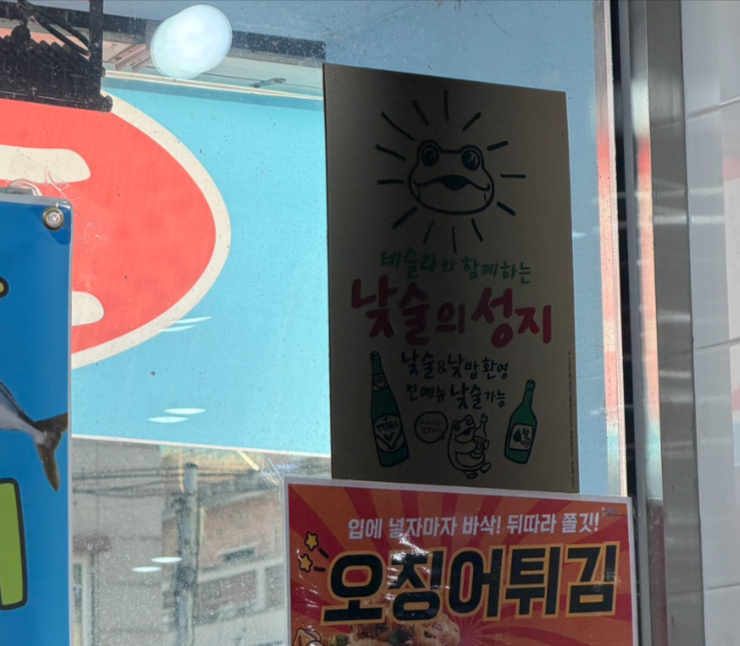 테슬라와 함께하는
낮술의 성지
낮술&낮밥 환영
전메뉴 낮술가능
TERRA
입에 넣자마자 바삭! 뒤따라 쫄깃!
오징어튀김